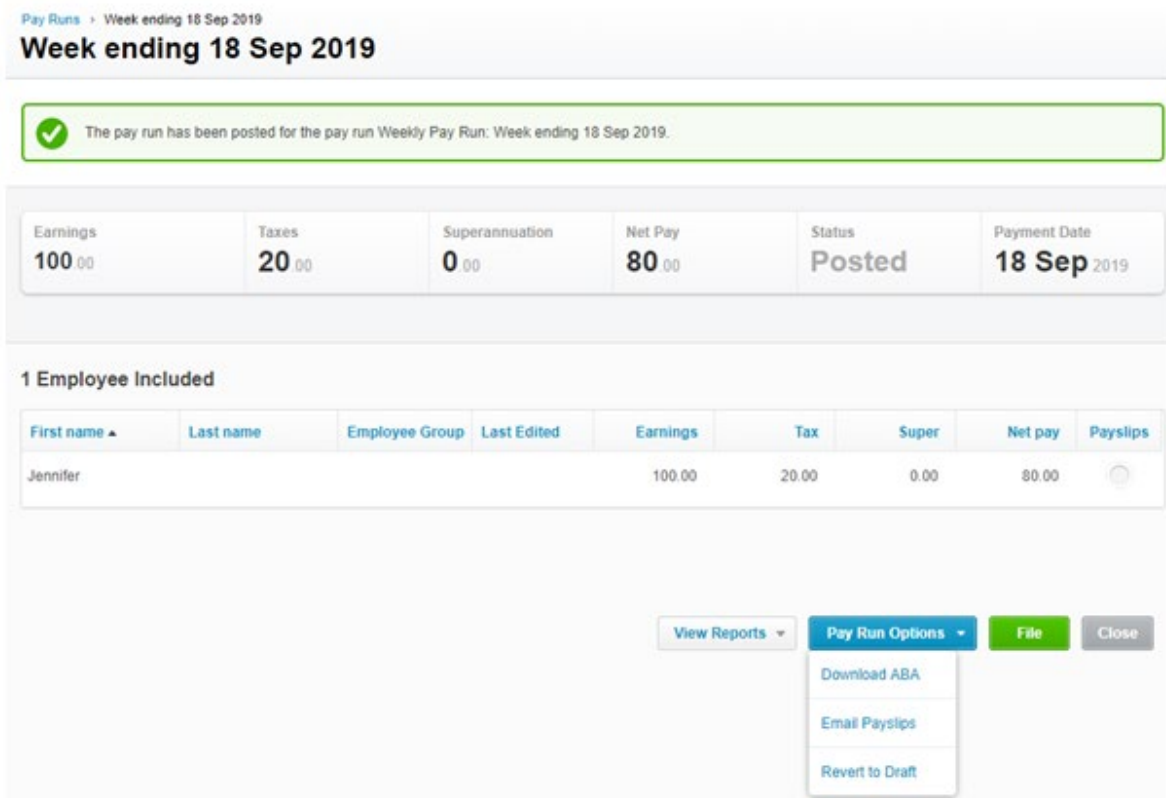 Pay Runs › Week ending 18 Sep 2019
Week ending 18 Sep 2019
The pay run has been posted for the pay run Weekly Pay Run: Week ending 18 Sep 2019.
Earnings Taxes Superannuation Net Pay Status Payment Date
100.00 20.00 0.00 80.00 Posted 18 Sep 2019
1 Employee Included
First name Last name Employee Group Last Edited Earnings Tax Super Net pay Payslips
Jennifer 100.00 20.00 0.00 80.00
View Reports Pay Run Options File Close
Download ABA
Email Payslips
Revert to Draft